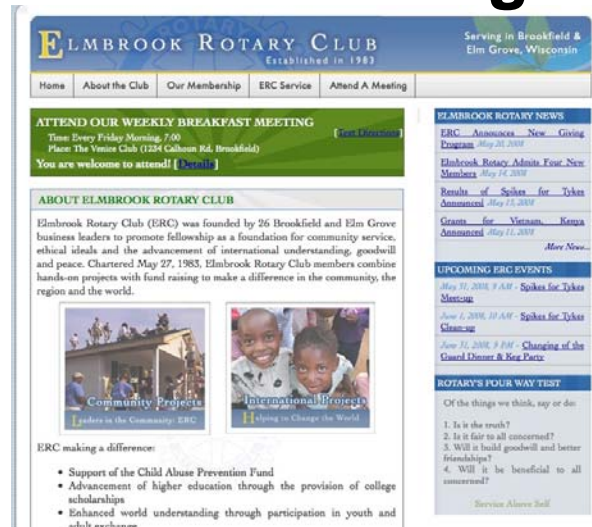 ELMBROOK ROTARY CLUB
Established in 1983
Serving in Brookfield &
Elm Grove, Wisconsin
Home
About the Club
Our Membership
ERC Service
Attend A Meeting
ATTEND OUR WEEKLY BREAKFAST MEETING
Time: Every Friday Morning, 7:00
Place: The Venice Club (1234 Calhoun Rd, Brookfield)
You are welcome to attend! [Details]
[Text Directions]
ABOUT ELMBROOK ROTARY CLUB
Elmbrook Rotary Club (ERC) was founded by 26 Brookfield and Elm Grove
business leaders to promote fellowship as a foundation for community service,
ethical ideals and the advancement of international understanding, goodwill
and peace. Chartered May 27, 1983, Elmbrook Rotary Club members combine
hands-on projects with fund raising to make a difference in the community, the
region and the world.
Community Projects
Leaders in the Community: ERC
International Projects
Helping to Change the World
ERC making a difference:
• Support of the Child Abuse Prevention Fund
• Advancement of higher education through the provision of college
scholarships
• Enhanced world understanding through participation in youth and
adult exchange
ELMBROOK ROTARY NEWS
ERC Announces New Giving
Program May 20, 2008
Elmbrook Rotary Admits Four New
Members May 14, 2008
Results of Spikes for Tykes
Announced May 13, 2008
Grants for Vietnam, Kenya
Announced May 11, 2008
More News...
UPCOMING ERC EVENTS
May 31, 2008, 8 AM - Spikes for Tykes
Meet-up
June 1, 2008, 10 AM - Spikes for Tykes
Clean-up
June 31, 2008, 9 PM - Changing of the
Guard Dinner & Keg Party
ROTARY'S FOUR WAY TEST
Of the things we think, say or do:
1. Is it the truth?
2. Is it fair to all concerned?
3. Will it build goodwill and better
friendships?
4. Will it be beneficial to all
concerned?
Service Above Self